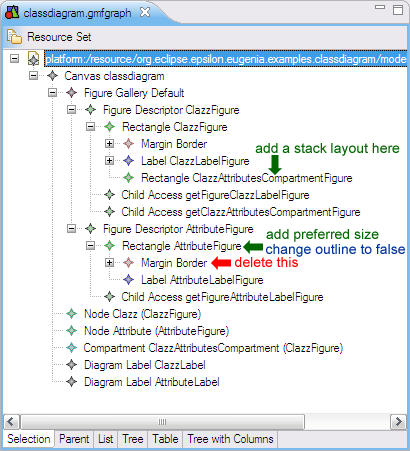 classdiagram.gmfgraph
Resource Set
platform:/resource/org.eclipse.epsilon.eugenia.examples.classdiagram/mode
Canvas classdiagram
Figure Gallery Default
Figure Descriptor ClazzFigure
Rectangle ClazzFigure
Margin Border
add a stack layout here
Label ClazzLabelFigure
Rectangle ClazzAttributesCompartmentFigure
Child Access getFigureClazzLabelFigure
Child Access getClazzAttributesCompartmentFigure
Figure Descriptor AttributeFigure
add preferred size
Rectangle AttributeFigure
change outline to false
Margin Border
delete this
Label AttributeLabelFigure
Child Access getFigureAttributeLabelFigure
Node Clazz (ClazzFigure)
Node Attribute (AttributeFigure)
Compartment ClazzAttributesCompartment (ClazzFigure)
Diagram Label ClazzLabel
Diagram Label AttributeLabel
Selection Parent List Tree Table Tree with Columns